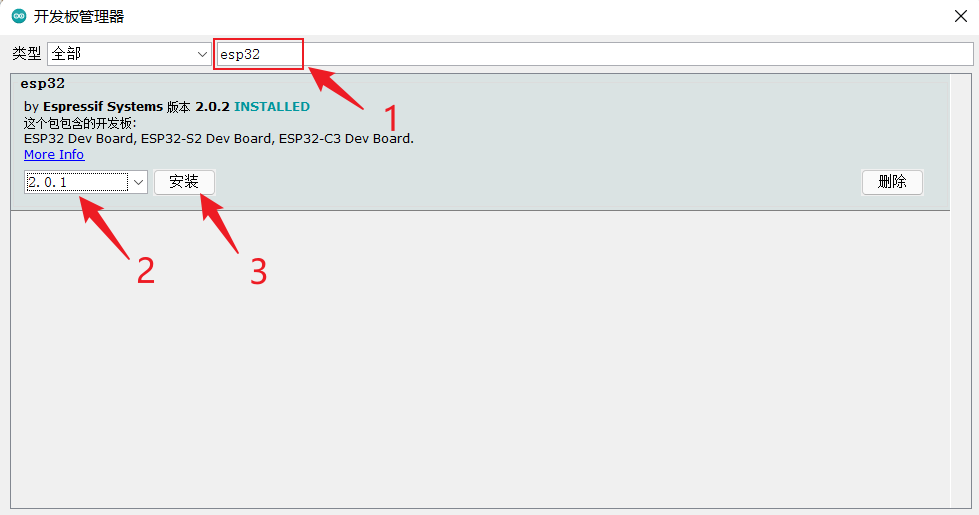 开发板管理器
类型 全部 esp32
1
esp32
by Espressif Systems 版本 2.0.2 INSTALLED
这个包包含的开发板：
ESP32 Dev Board, ESP32-S2 Dev Board, ESP32-C3 Dev Board.
More Info
2.0.1 安装 删除
2 3